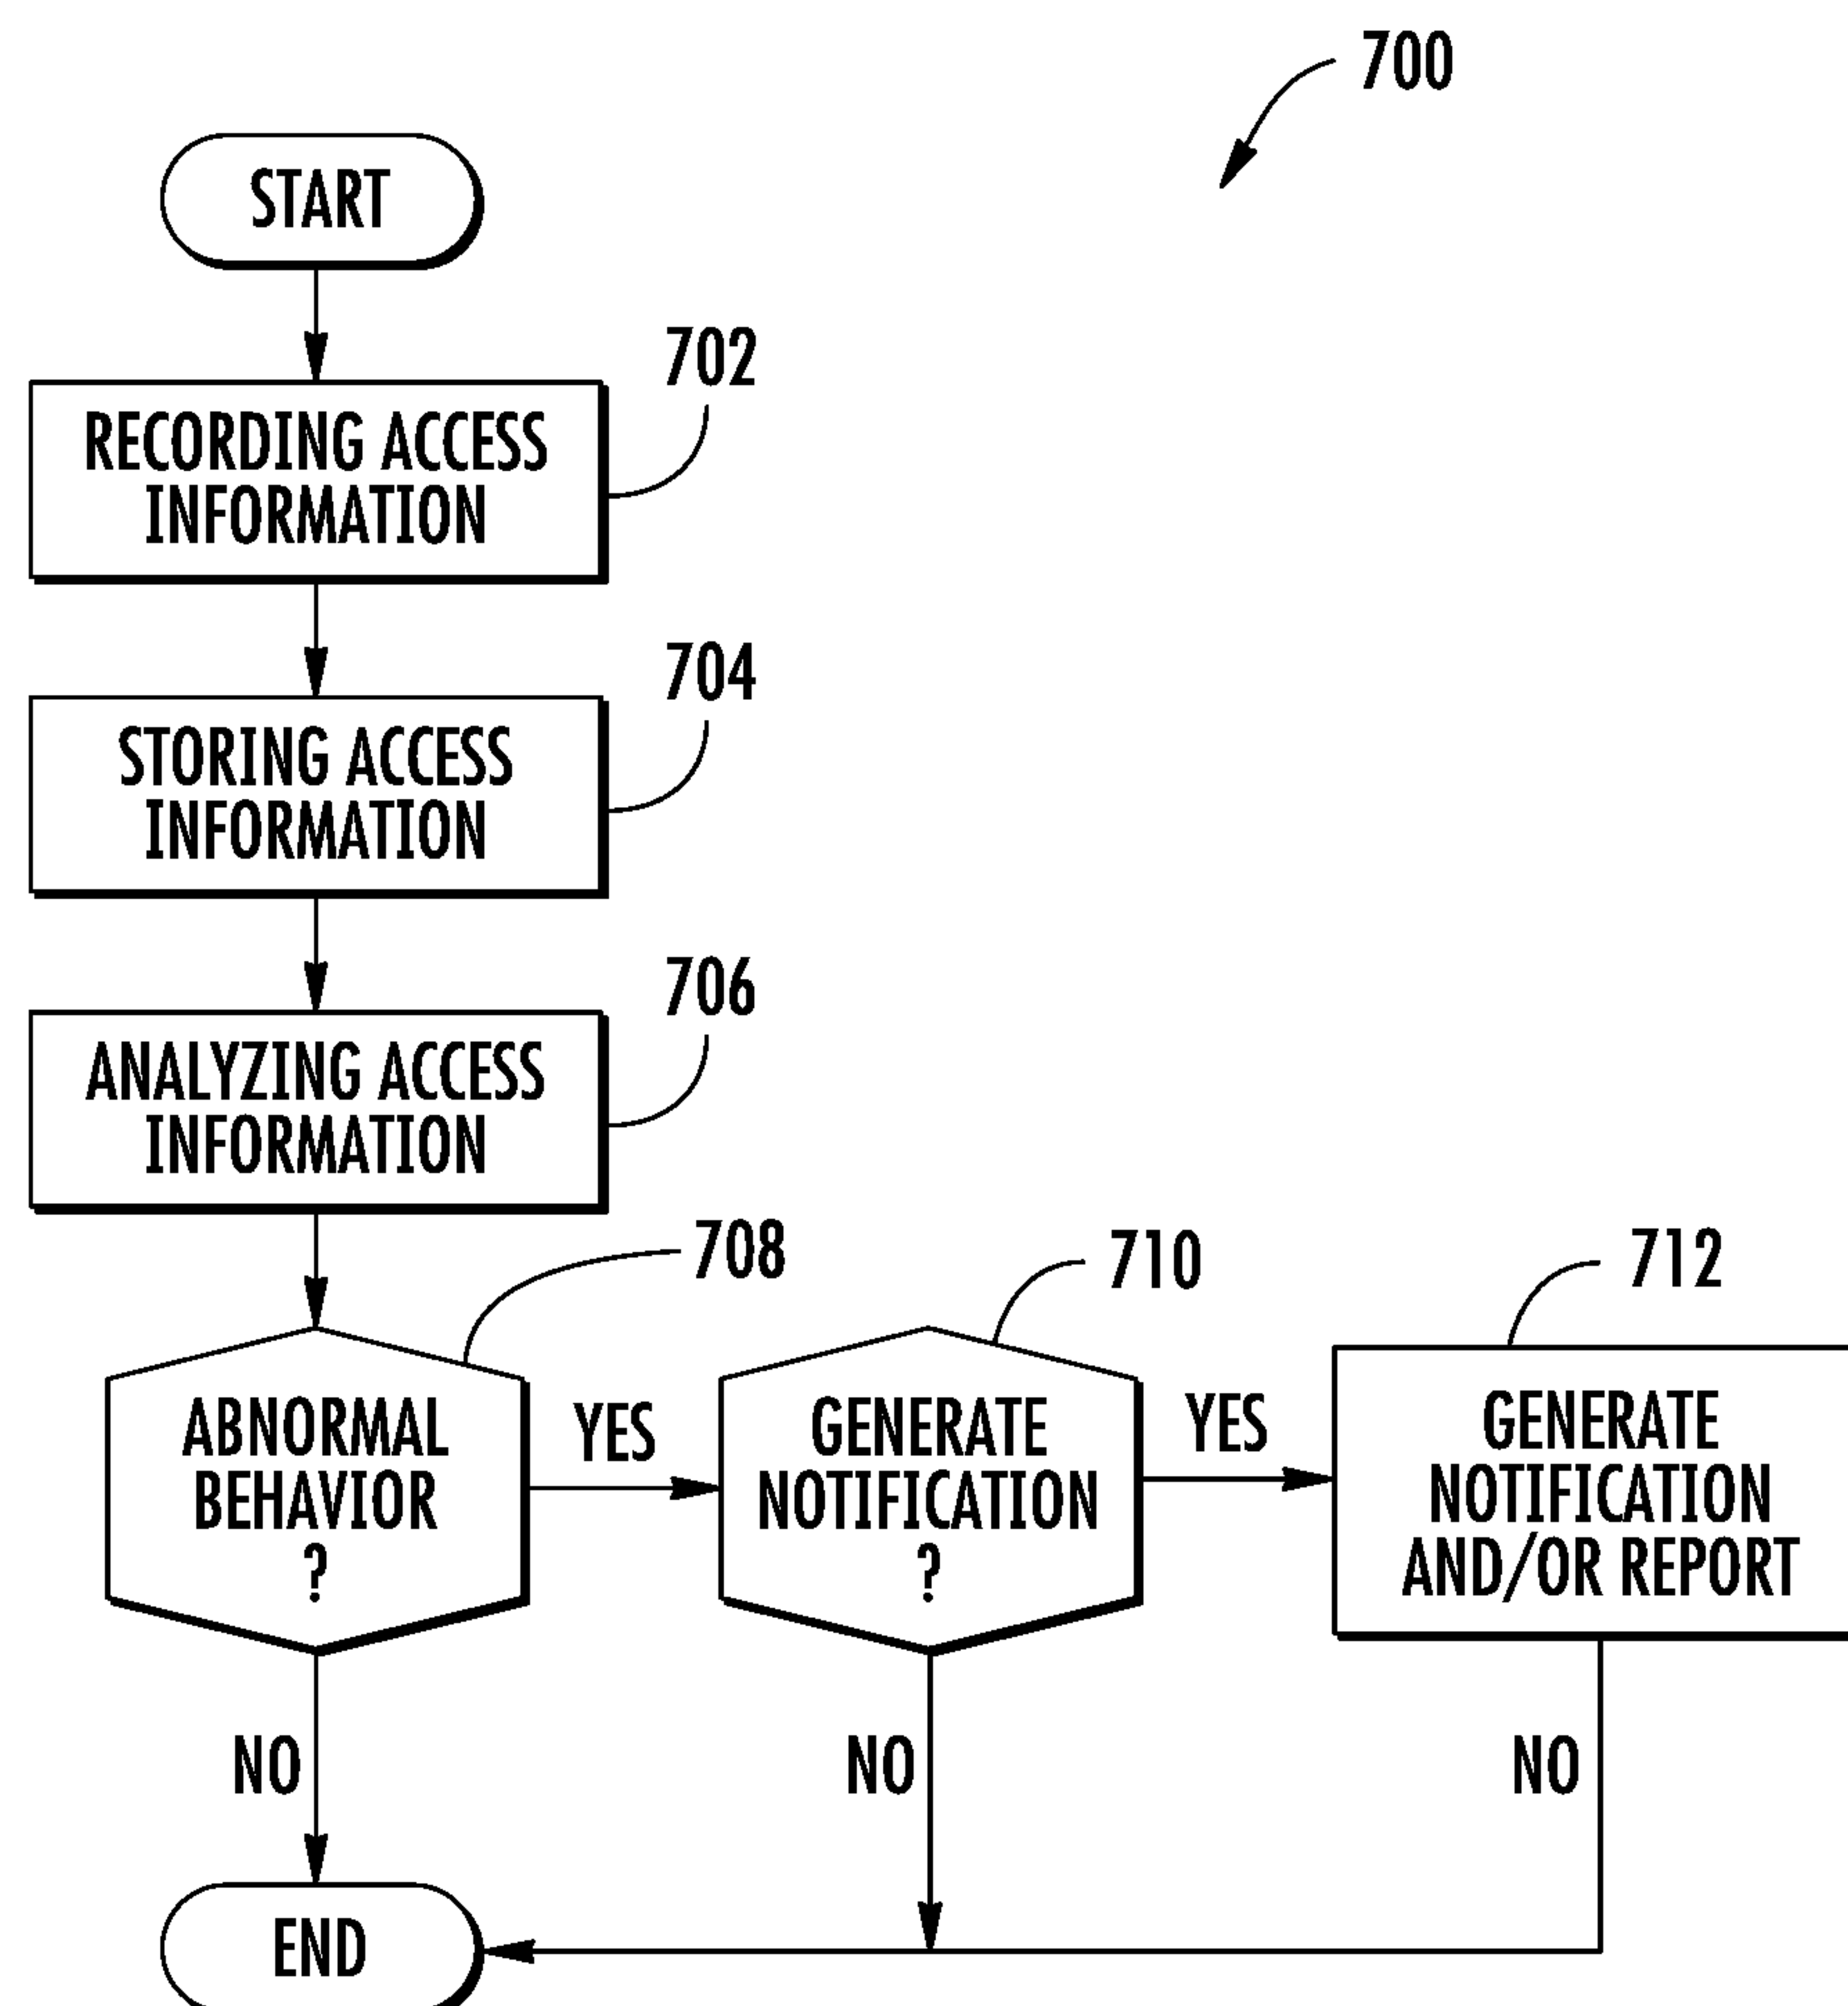 700
START
702
RECORDING ACCESS
INFORMATION
704
STORING ACCESS
INFORMATION
706
ANALYZING ACCESS
INFORMATION
708
710
712
ABNORMAL
BEHAVIOR
?
YES
GENERATE
NOTIFICATION
?
YES
GENERATE
NOTIFICATION
AND/OR REPORT
NO
NO
NO
END